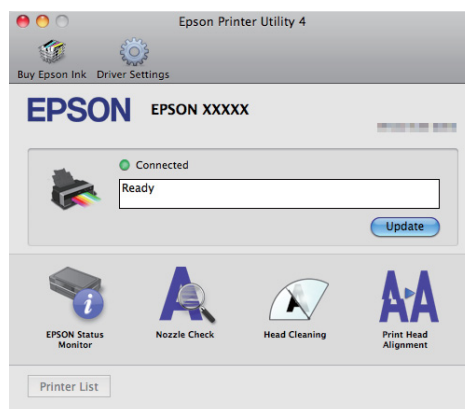 Epson Printer Utility 4
Buy Epson Ink Driver Settings
EPSON EPSON XXXXX
Connected
Ready
Update
EPSON Status Monitor
Nozzle Check
Head Cleaning
Print Head Alignment
Printer List